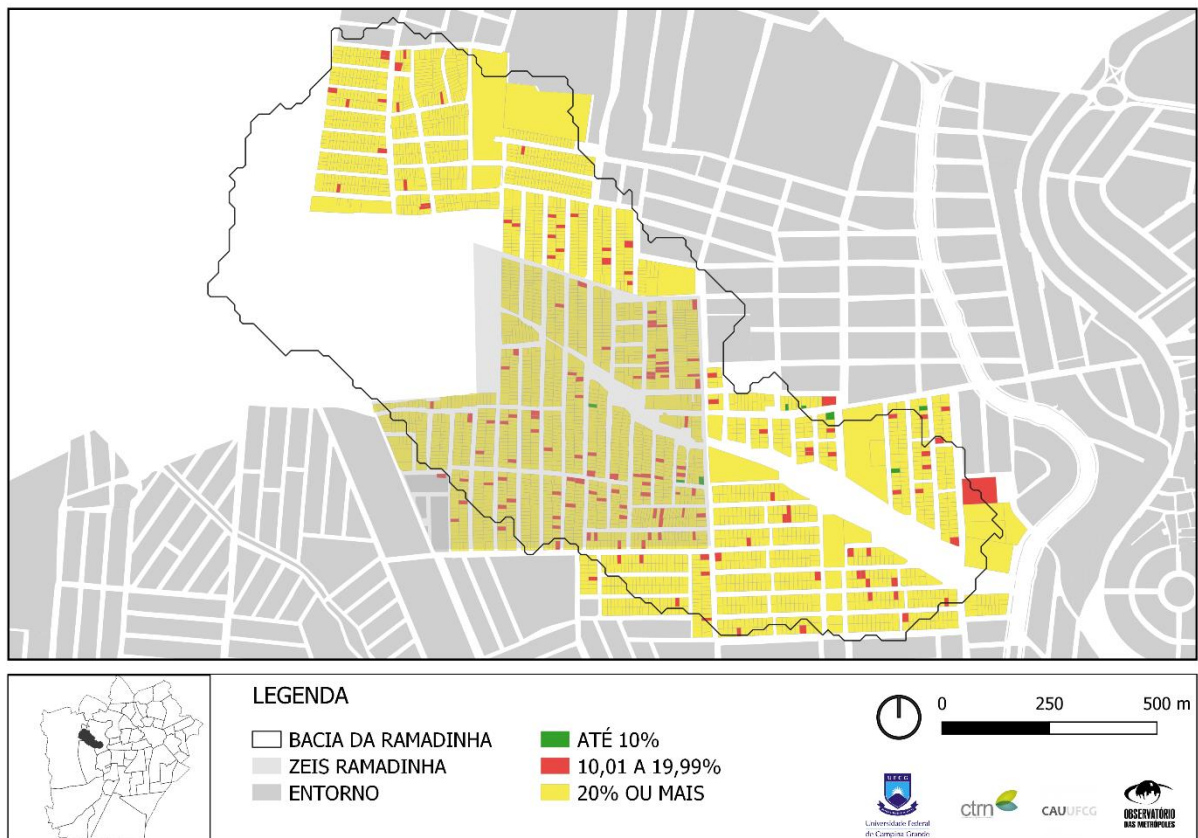 LEGENDA
BACIA DA RAMADINHA
ZEIS RAMADINHA
ENTORNO
ATÉ 10%
10,01 A 19,99%
20% OU MAIS
0 250 500 m
UFCG
Universidade Federal
de Campina Grande
ctrn
CAUUFCG
OBSERVATÓRIO
DAS METRÓPOLES